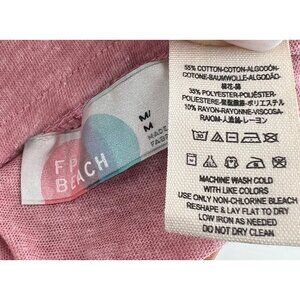 FP
BEACH
M/
M
MADE
FABR
55% COTTON-COTON-ALGODÓN-
COTONE-BAUMWOLLE-ALGODÃO
棉花-綿
35% POLYESTER-POLIÉSTER-
POLIESTERE-聚酯纖維-ポリエステル
10% RAYON-RAYONNE-VISCOSA-
RAIOM-人造絲-レーヨン
30
MACHINE WASH COLD
WITH LIKE COLORS
USE ONLY NON-CHLORINE BLEACH
RESHAPE & LAY FLAT TO DRY
LOW IRON AS NEEDED
DO NOT DRY CLEAN